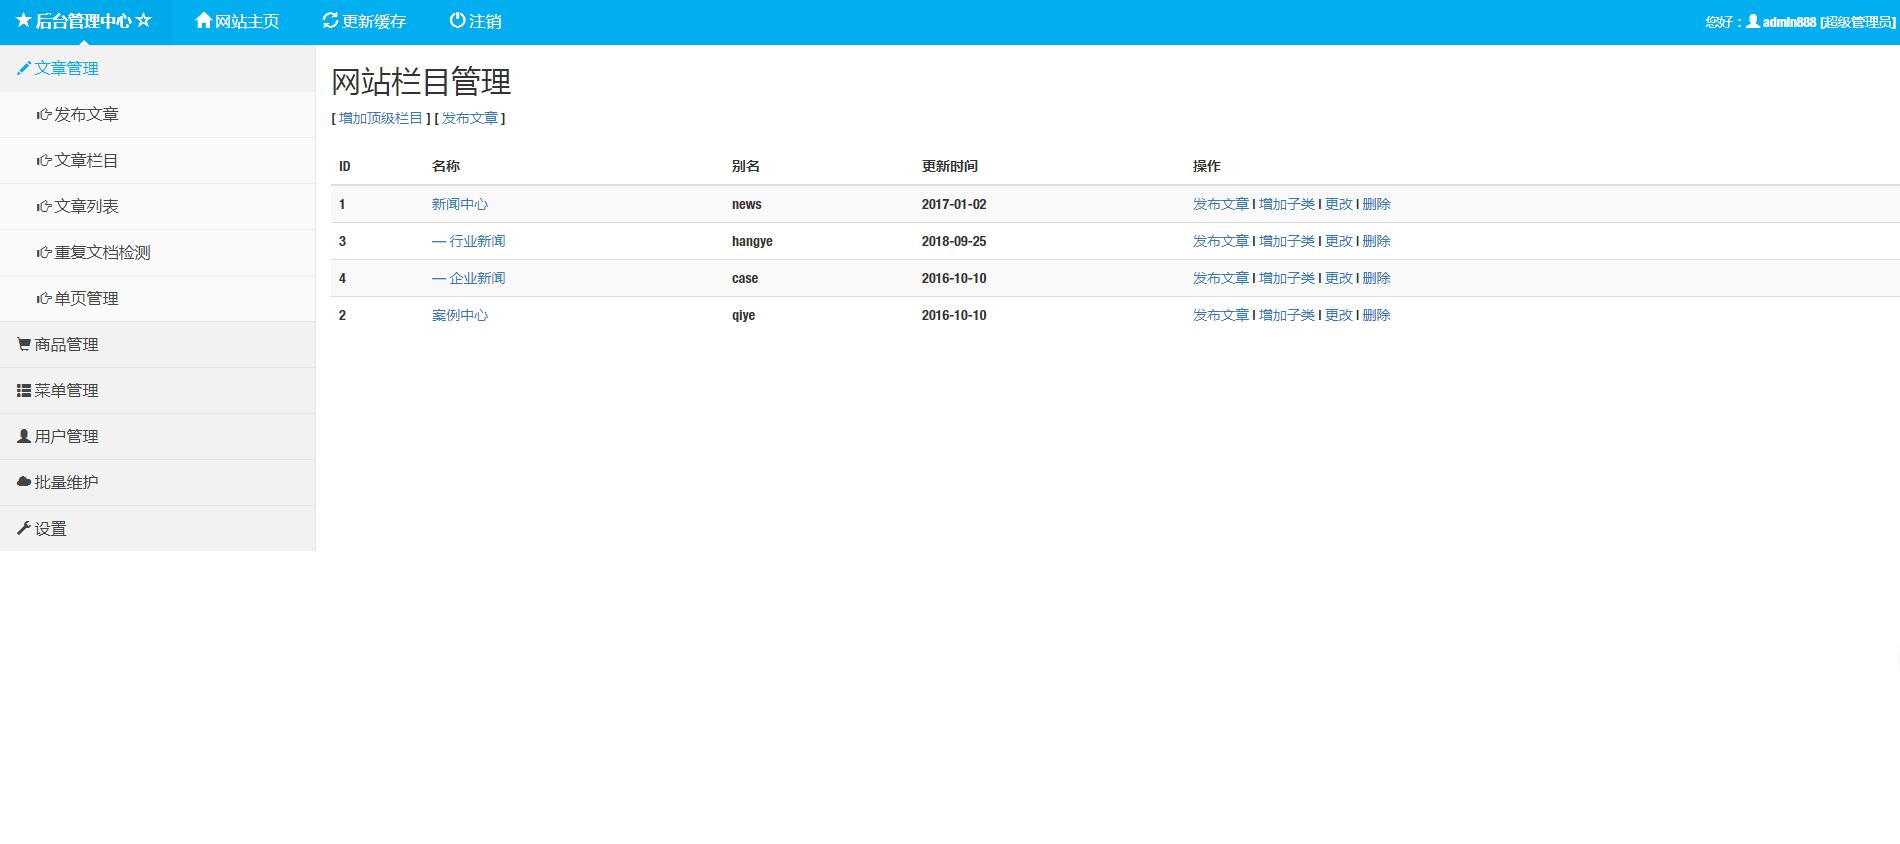 ★ 后台管理中心 ☆ 网站主页 更新缓存 注销 您好：admin888 [超级管理员]
文章管理
发布文章
文章栏目
文章列表
重复文档检测
单页管理
商品管理
菜单管理
用户管理
批量维护
设置
网站栏目管理
[ 增加顶级栏目 ] [ 发布文章 ]
ID 名称 别名 更新时间 操作
1 新闻中心 news 2017-01-02 发布文章 | 增加子类 | 更改 | 删除
3 — 行业新闻 hangye 2018-09-25 发布文章 | 增加子类 | 更改 | 删除
4 — 企业新闻 case 2016-10-10 发布文章 | 增加子类 | 更改 | 删除
2 案例中心 qiye 2016-10-10 发布文章 | 增加子类 | 更改 | 删除